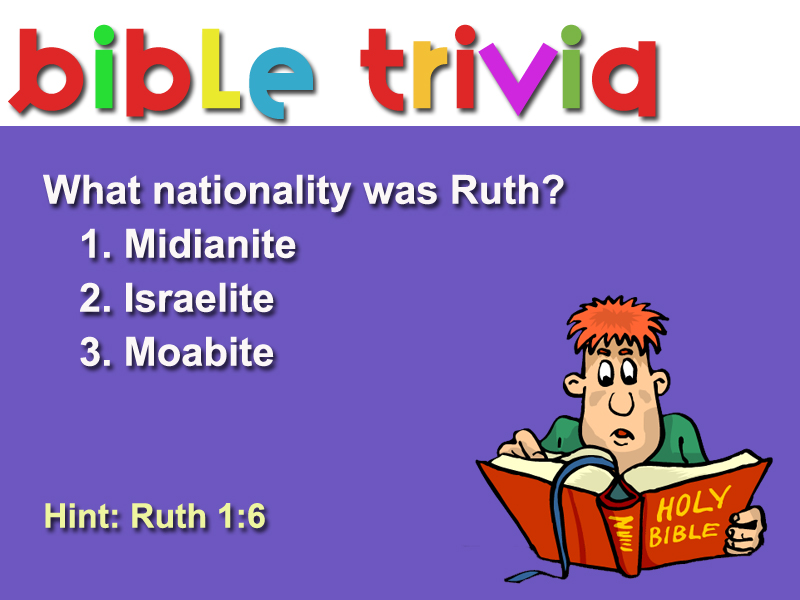 bible trivia
What nationality was Ruth?
1. Midianite
2. Israelite
3. Moabite
Hint: Ruth 1:6
HOLY
BIBLE